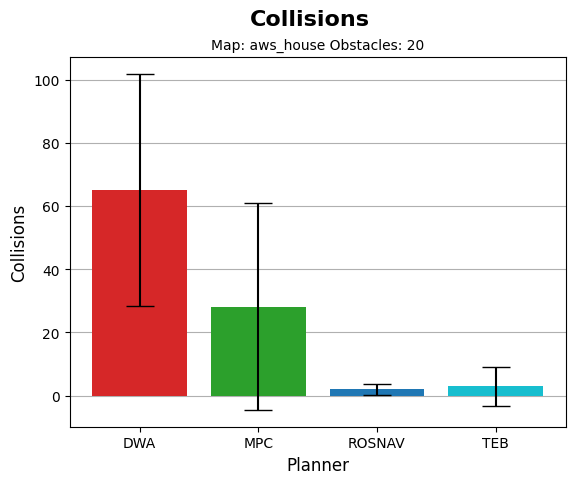 Collisions
Map: aws_house Obstacles: 20
100
80
60
40
20
0
Collisions
DWA MPC ROSNAV TEB
Planner